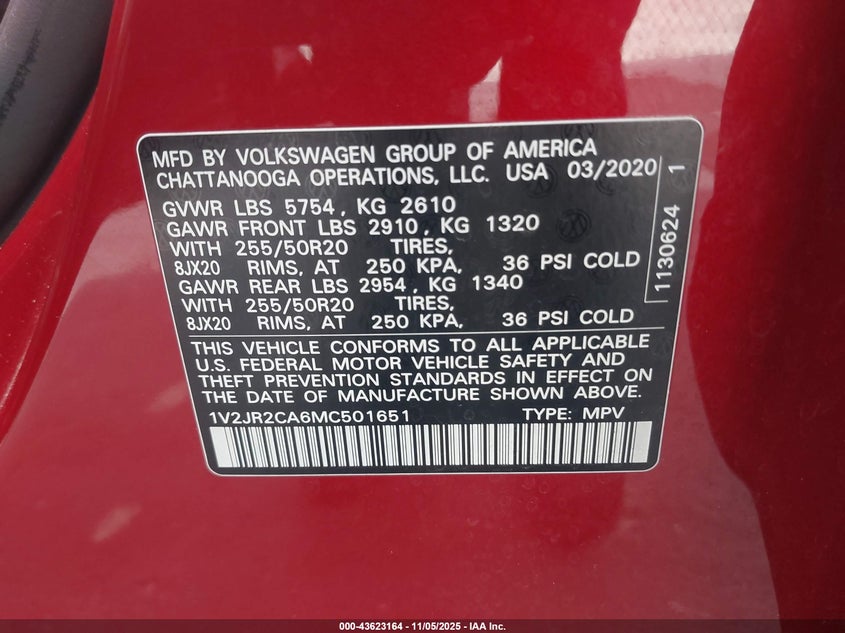 MFD BY VOLKSWAGEN GROUP OF AMERICA
CHATTANOOGA OPERATIONS, LLC. USA 03/2020
GVWR LBS 5754, KG 2610
GAWR FRONT LBS 2910, KG 1320
WITH 255/50R20 TIRES,
8JX20 RIMS, AT 250 KPA, 36 PSI COLD
GAWR REAR LBS 2954, KG 1340
WITH 255/50R20 TIRES,
8JX20 RIMS, AT 250 KPA, 36 PSI COLD
1130624 1
THIS VEHICLE CONFORMS TO ALL APPLICABLE
U.S. FEDERAL MOTOR VEHICLE SAFETY AND
THEFT PREVENTION STANDARDS IN EFFECT ON
THE DATE OF MANUFACTURE SHOWN ABOVE.
1V2JR2CA6MC501651 TYPE: MPV
000-43623164 - 11/05/2025 - IAA Inc.